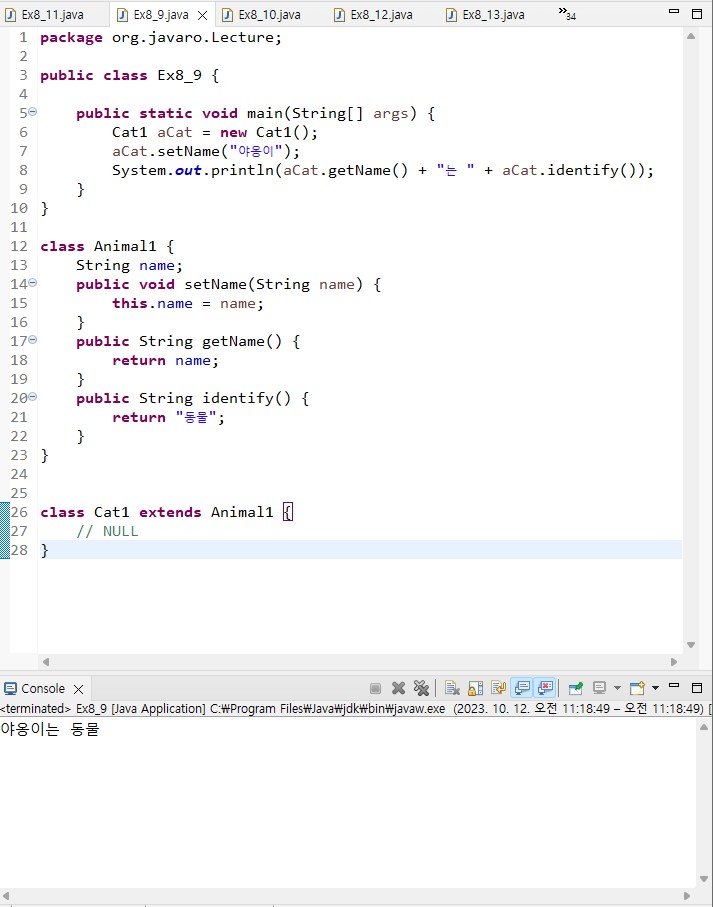 Ex8_11.java Ex8_9.java Ex8_10.java Ex8_12.java Ex8_13.java »34
1 package org.javaro.Lecture;
2
3 public class Ex8_9 {
4
5 public static void main(String[] args) {
6 Cat1 aCat = new Cat1();
7 aCat.setName("야옹이");
8 System.out.println(aCat.getName() + "는 " + aCat.identify());
9 }
10 }
11
12 class Animal1 {
13 String name;
14 public void setName(String name) {
15 this.name = name;
16 }
17 public String getName() {
18 return name;
19 }
20 public String identify() {
21 return "동물";
22 }
23 }
24
25
26 class Cat1 extends Animal1 {
27 // NULL
28 }
Console
<terminated> Ex8_9 [Java Application] C:₩Program Files₩Java₩jdk₩bin₩javaw.exe (2023. 10. 12. 오전 11:18:49 – 오전 11:18:49) [
야옹이는 동물